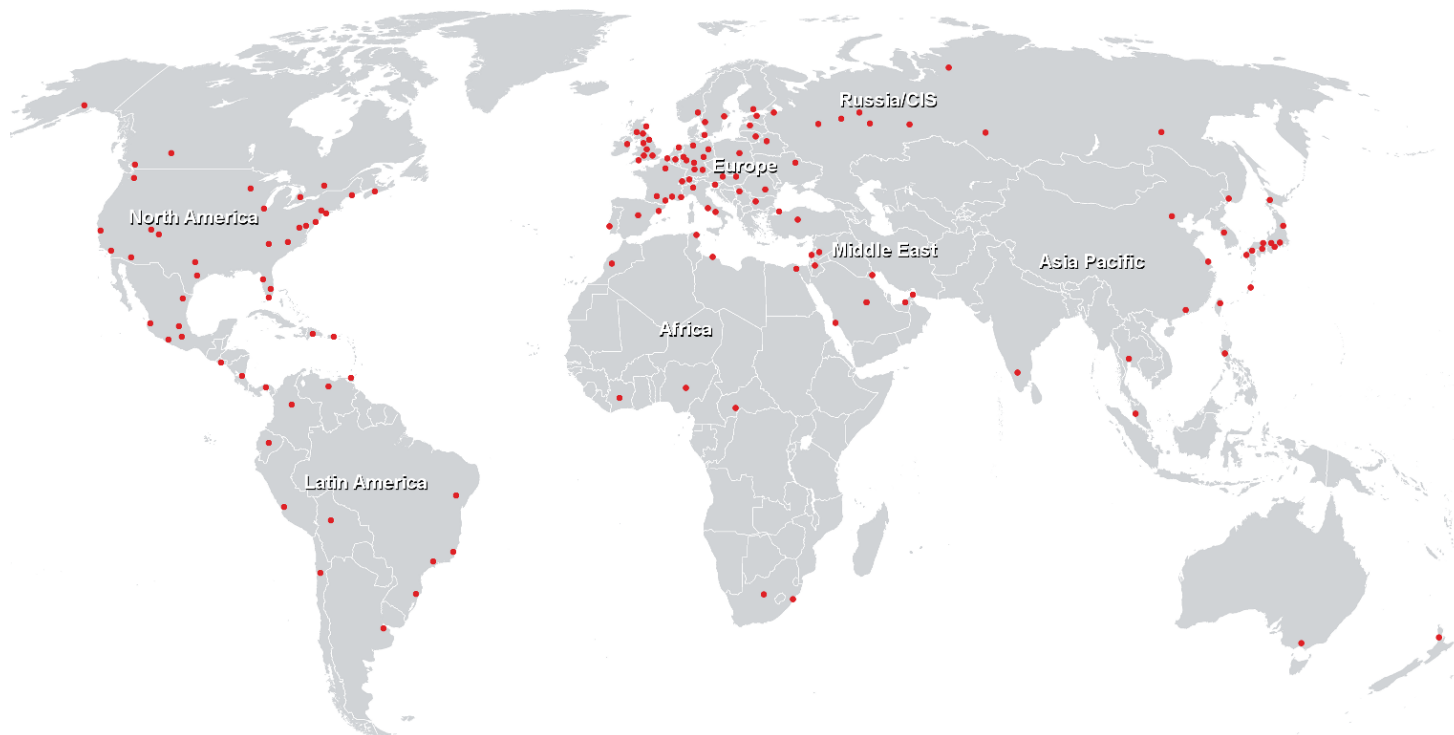 Russia/CIS
Europe
North America
Middle East
Asia Pacific
Africa
Latin America